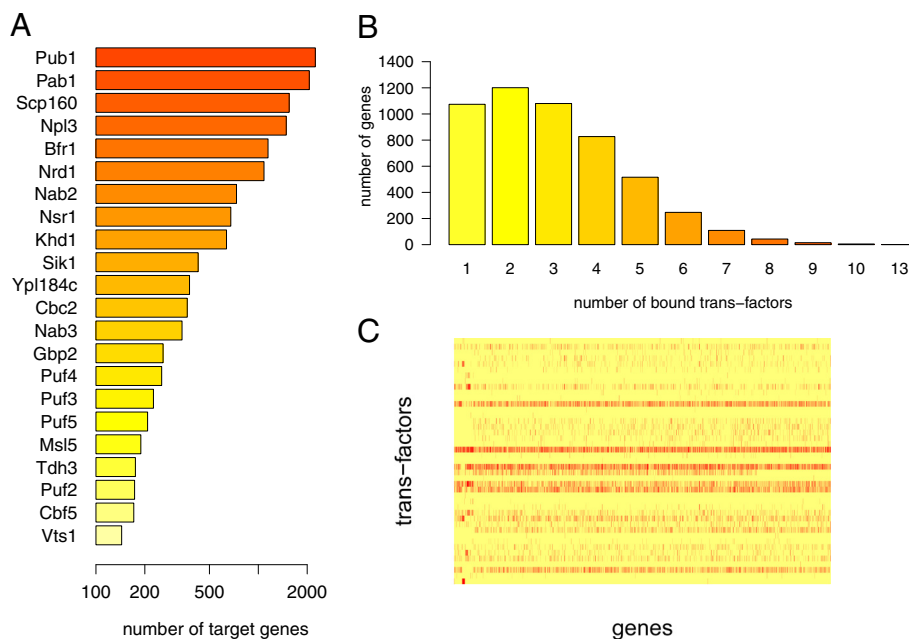 A
Pub1
Pab1
Scp160
Npl3
Bfr1
Nrd1
Nab2
Nsr1
Khd1
Sik1
Ypl184c
Cbc2
Nab3
Gbp2
Puf4
Puf3
Puf5
Msl5
Tdh3
Puf2
Cbf5
Vts1
100 200 500 2000
number of target genes
B
number of genes
1400
1200
1000
800
600
400
200
0
1 2 3 4 5 6 7 8 9 10 13
number of bound trans−factors
C
trans−factors
genes